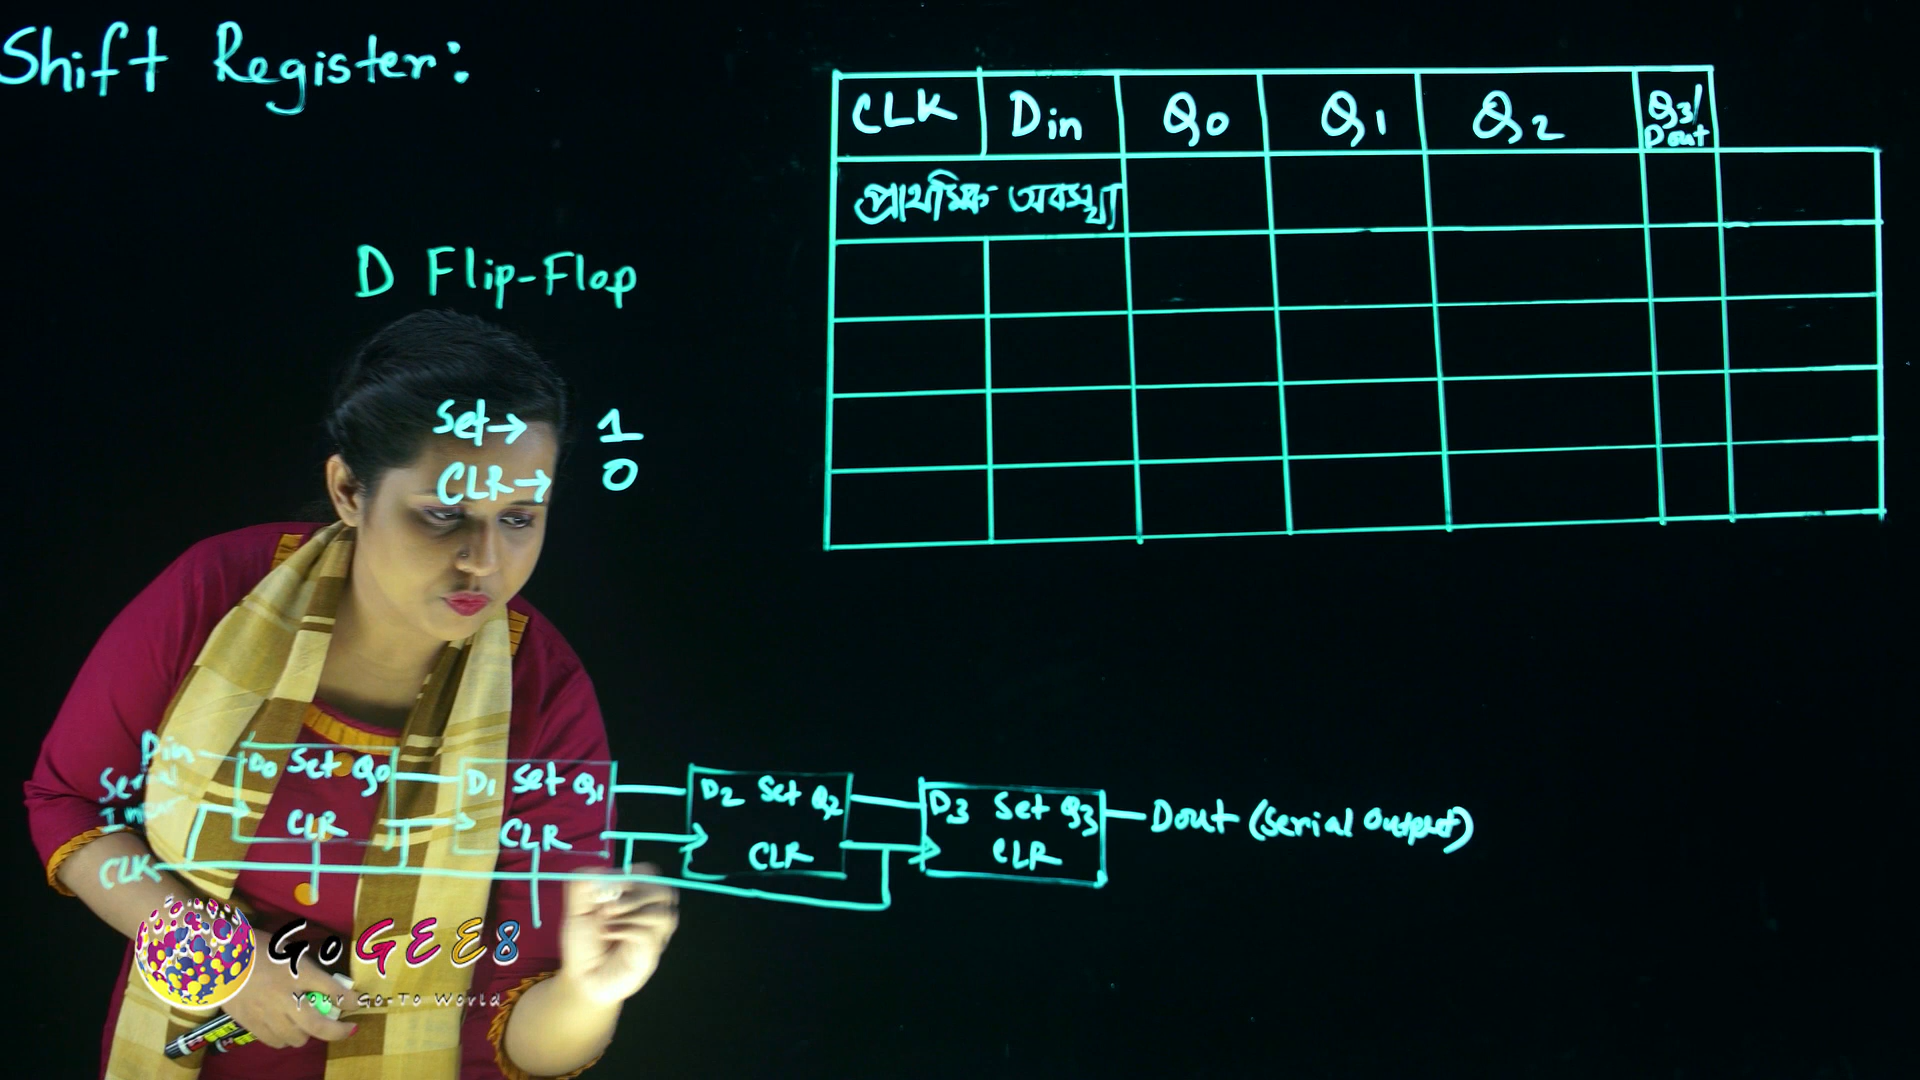 Shift Register:
CLK Din Q0 Q1 Q2 Q3/Dout
প্রাথমিক অবস্থা
D Flip-Flop
Set→ 1
CLR→ 0
Din
Serial
D0 Set Q0
CLR
D1 Set Q1
CLR
D2 Set Q2
CLR
D3 Set Q3
CLR
Dout (Serial Output)
CLK
GoGEE8
Your Go-To World